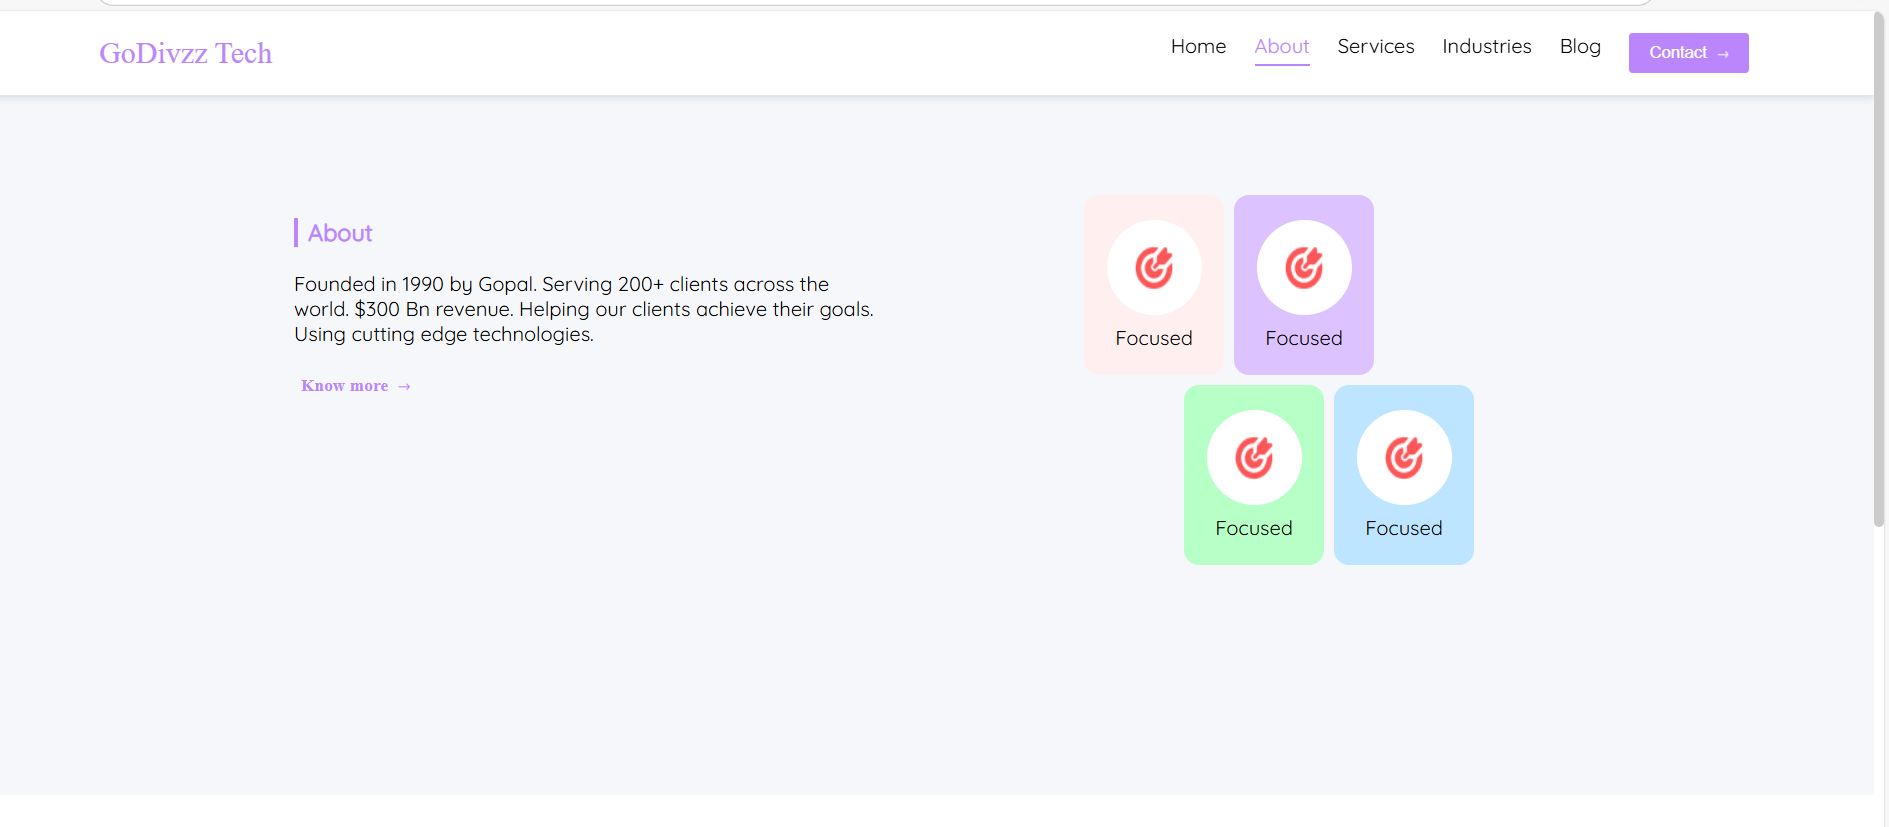 GoDivzz Tech
Home About Services Industries Blog Contact →
About
Founded in 1990 by Gopal. Serving 200+ clients across the
world. $300 Bn revenue. Helping our clients achieve their goals.
Using cutting edge technologies.
Know more →
Focused Focused
Focused Focused